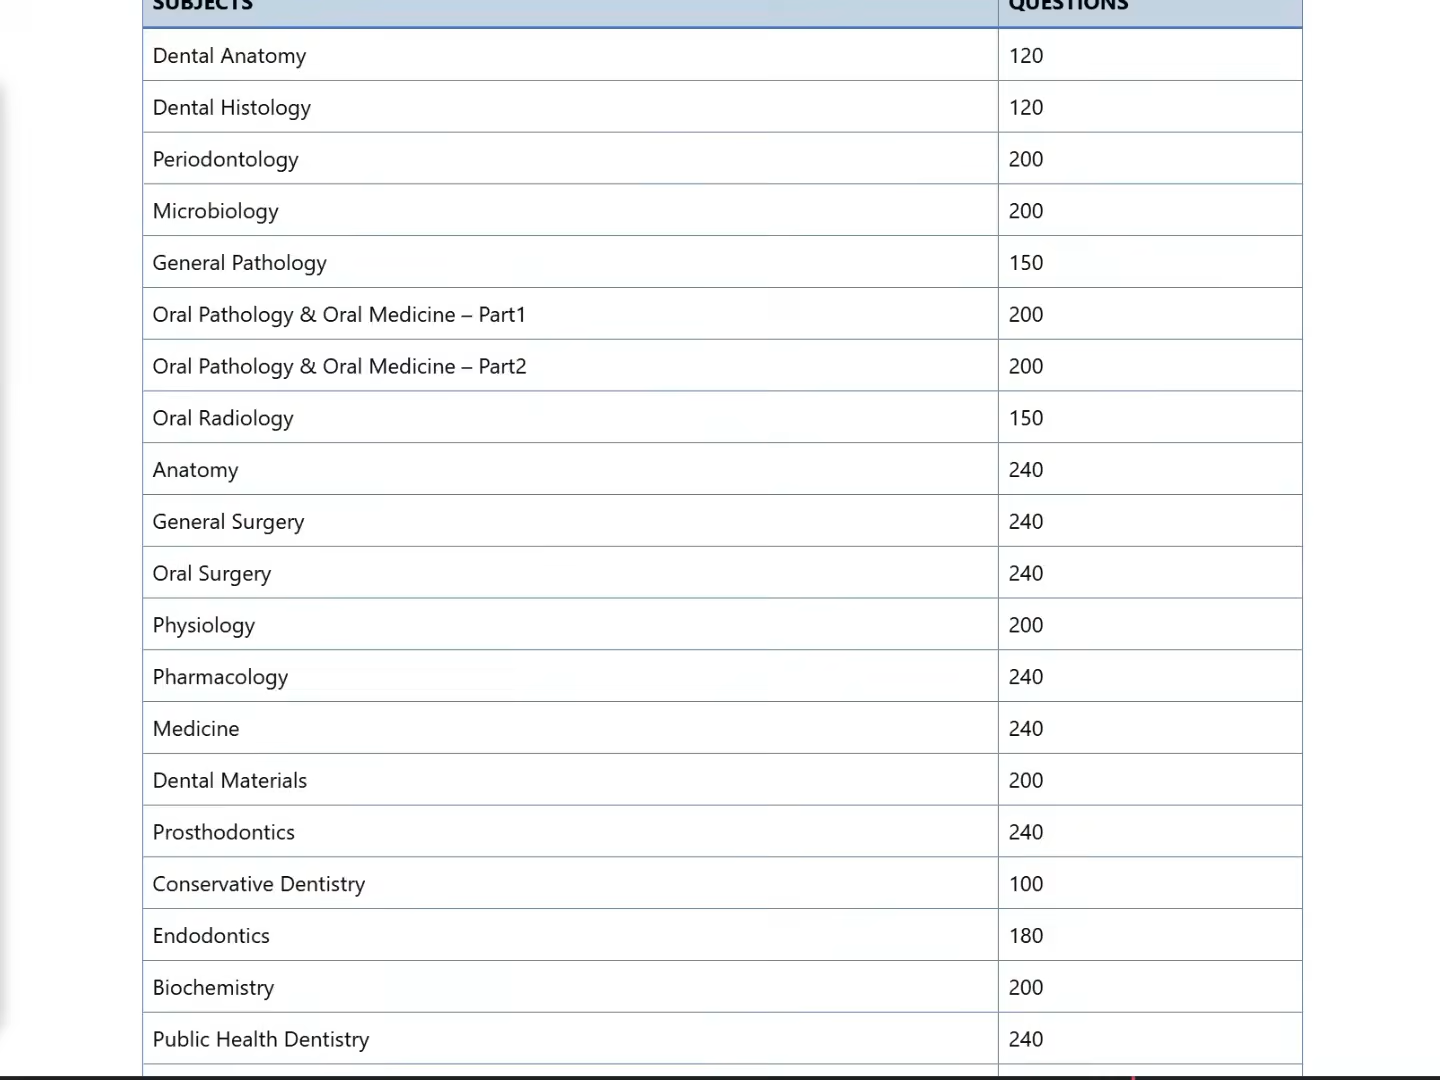 SUBJECTS QUESTIONS
Dental Anatomy 120
Dental Histology 120
Periodontology 200
Microbiology 200
General Pathology 150
Oral Pathology & Oral Medicine – Part1 200
Oral Pathology & Oral Medicine – Part2 200
Oral Radiology 150
Anatomy 240
General Surgery 240
Oral Surgery 240
Physiology 200
Pharmacology 240
Medicine 240
Dental Materials 200
Prosthodontics 240
Conservative Dentistry 100
Endodontics 180
Biochemistry 200
Public Health Dentistry 240